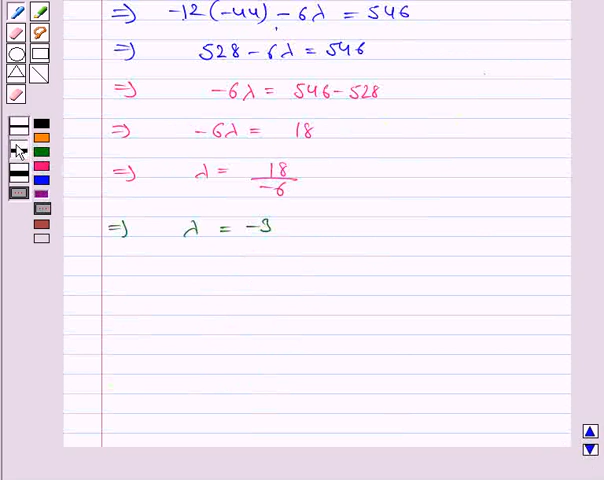 ⇒ -12(-44) - 6λ = 546
⇒ 528 - 6λ = 546
⇒ -6λ = 546 - 528
⇒ -6λ = 18
⇒ λ = 18/-6
⇒ λ = -3